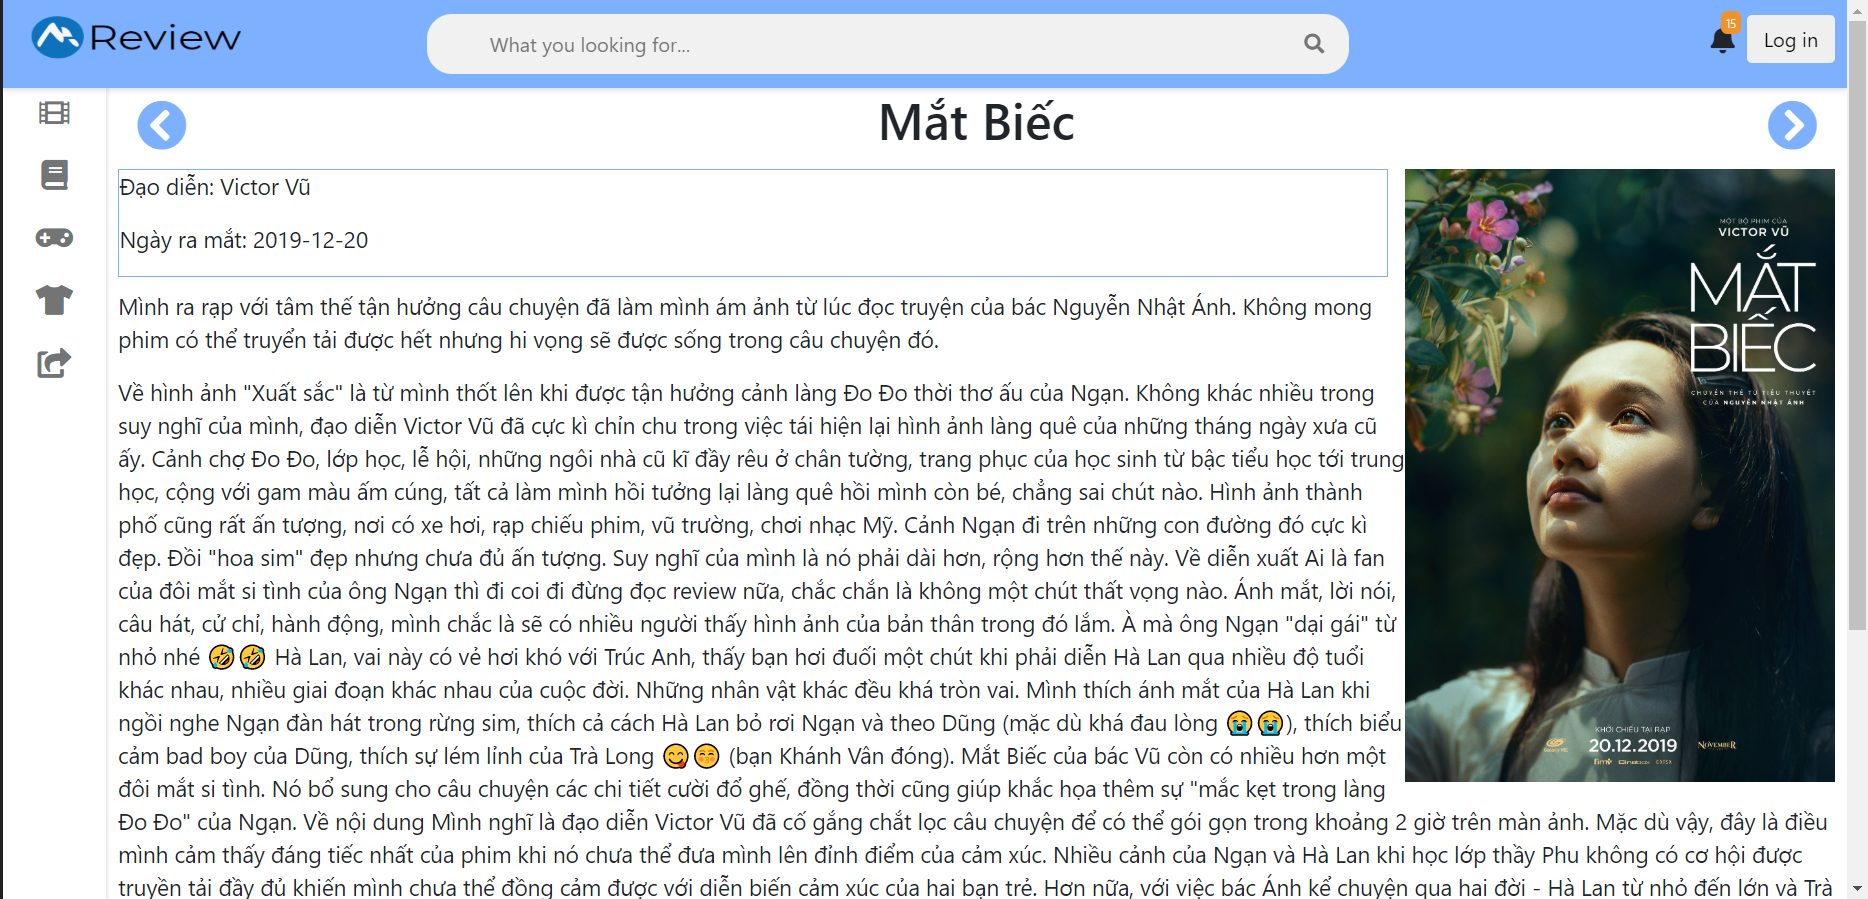 Review
What you looking for...
15
Log in
Mắt Biếc
Đạo diễn: Victor Vũ
Ngày ra mắt: 2019-12-20
Mình ra rạp với tâm thế tận hưởng câu chuyện đã làm mình ám ảnh từ lúc đọc truyện của bác Nguyễn Nhật Ánh. Không mong
phim có thể truyển tải được hết nhưng hi vọng sẽ được sống trong câu chuyện đó.
Về hình ảnh "Xuất sắc" là từ mình thốt lên khi được tận hưởng cảnh làng Đo Đo thời thơ ấu của Ngạn. Không khác nhiều trong
suy nghĩ của mình, đạo diễn Victor Vũ đã cực kì chỉn chu trong việc tái hiện lại hình ảnh làng quê của những tháng ngày xưa cũ
ấy. Cảnh chợ Đo Đo, lớp học, lễ hội, những ngôi nhà cũ kĩ đầy rêu ở chân tường, trang phục của học sinh từ bậc tiểu học tới trung
học, cộng với gam màu ấm cúng, tất cả làm mình hồi tưởng lại làng quê hồi mình còn bé, chẳng sai chút nào. Hình ảnh thành
phố cũng rất ấn tượng, nơi có xe hơi, rạp chiếu phim, vũ trường, chơi nhạc Mỹ. Cảnh Ngạn đi trên những con đường đó cực kì
đẹp. Đồi "hoa sim" đẹp nhưng chưa đủ ấn tượng. Suy nghĩ của mình là nó phải dài hơn, rộng hơn thế này. Về diễn xuất Ai là fan
của đôi mắt si tình của ông Ngạn thì đi coi đi đừng đọc review nữa, chắc chắn là không một chút thất vọng nào. Ánh mắt, lời nói,
câu hát, cử chỉ, hành động, mình chắc là sẽ có nhiều người thấy hình ảnh của bản thân trong đó lắm. À mà ông Ngạn "dại gái" từ
nhỏ nhé 🤣🤣 Hà Lan, vai này có vẻ hơi khó với Trúc Anh, thấy bạn hơi đuối một chút khi phải diễn Hà Lan qua nhiều độ tuổi
khác nhau, nhiều giai đoạn khác nhau của cuộc đời. Những nhân vật khác đều khá tròn vai. Mình thích ánh mắt của Hà Lan khi
ngồi nghe Ngạn đàn hát trong rừng sim, thích cả cách Hà Lan bỏ rơi Ngạn và theo Dũng (mặc dù khá đau lòng 😭😭), thích biểu
cảm bad boy của Dũng, thích sự lém lỉnh của Trà Long 😋😚 (bạn Khánh Vân đóng). Mắt Biếc của bác Vũ còn có nhiều hơn một
đôi mắt si tình. Nó bổ sung cho câu chuyện các chi tiết cười đổ ghế, đồng thời cũng giúp khắc họa thêm sự "mắc kẹt trong làng
Đo Đo" của Ngạn. Về nội dung Mình nghĩ là đạo diễn Victor Vũ đã cố gắng chắt lọc câu chuyện để có thể gói gọn trong khoảng 2 giờ trên màn ảnh. Mặc dù vậy, đây là điều
mình cảm thấy đáng tiếc nhất của phim khi nó chưa thể đưa mình lên đỉnh điểm của cảm xúc. Nhiều cảnh của Ngạn và Hà Lan khi học lớp thầy Phu không có cơ hội được
truyền tải đầy đủ khiến mình chưa thể đồng cảm được với diễn biến cảm xúc của hai bạn trẻ. Hơn nữa, với việc bác Ánh kể chuyện qua hai đời - Hà Lan từ nhỏ đến lớn và Trà
MỘT BỘ PHIM CỦA
VICTOR VŨ
MẮT
BIẾC
CHUYỂN THỂ TỪ TIỂU THUYẾT
CỦA NGUYỄN NHẬT ÁNH
KHỞI CHIẾU TẠI RẠP
20.12.2019
NOVEMBER